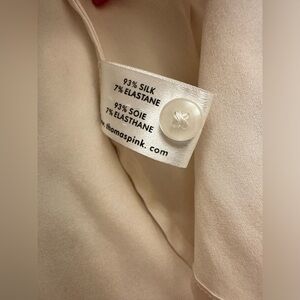 93% SILK
7% ELASTANE
93% SOIE
7% ELASTHANE
thomaspink. com